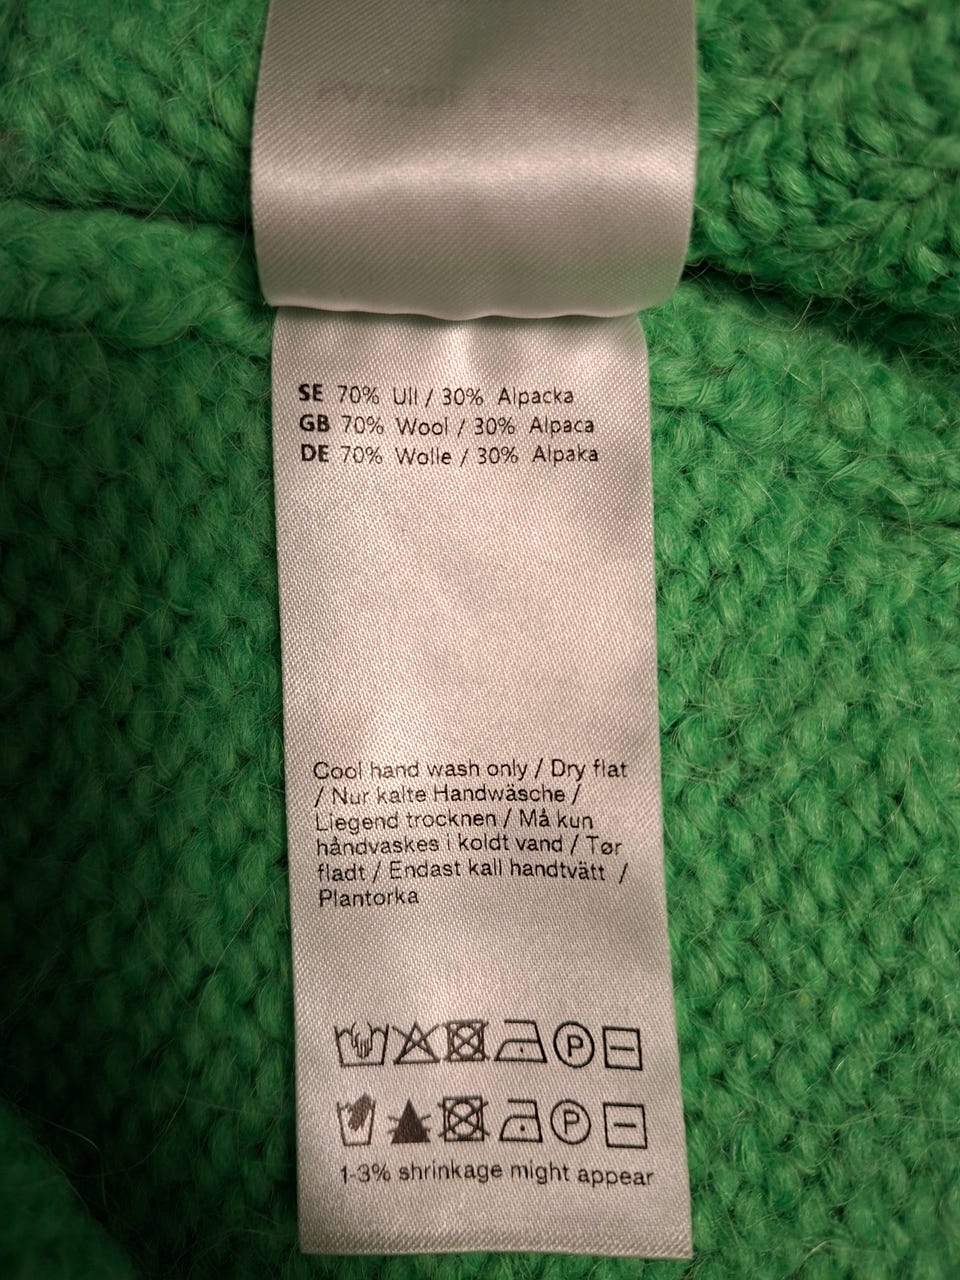 SE 70% Ull / 30% Alpacka
GB 70% Wool / 30% Alpaca
DE 70% Wolle / 30% Alpaka
Cool hand wash only / Dry flat
/ Nur kalte Handwäsche /
Liegend trocknen / Må kun
håndvaskes i koldt vand / Tør
fladt / Endast kall handtvätt /
Plantorka
P
P
1-3% shrinkage might appear